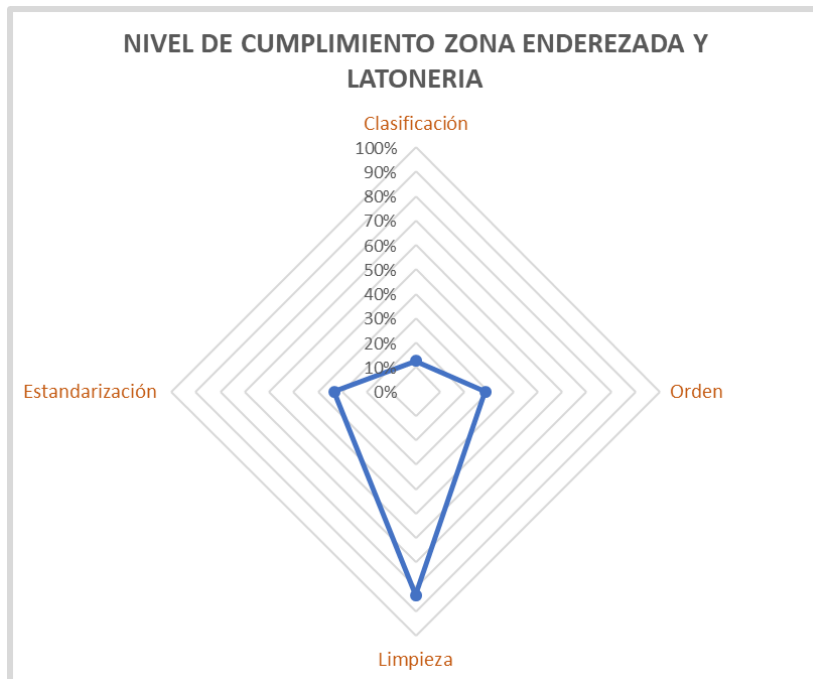 NIVEL DE CUMPLIMIENTO ZONA ENDEREZADA Y
LATONERIA
Clasificación
100%
90%
80%
70%
60%
50%
40%
30%
20%
10%
0%
Estandarización
Orden
Limpieza